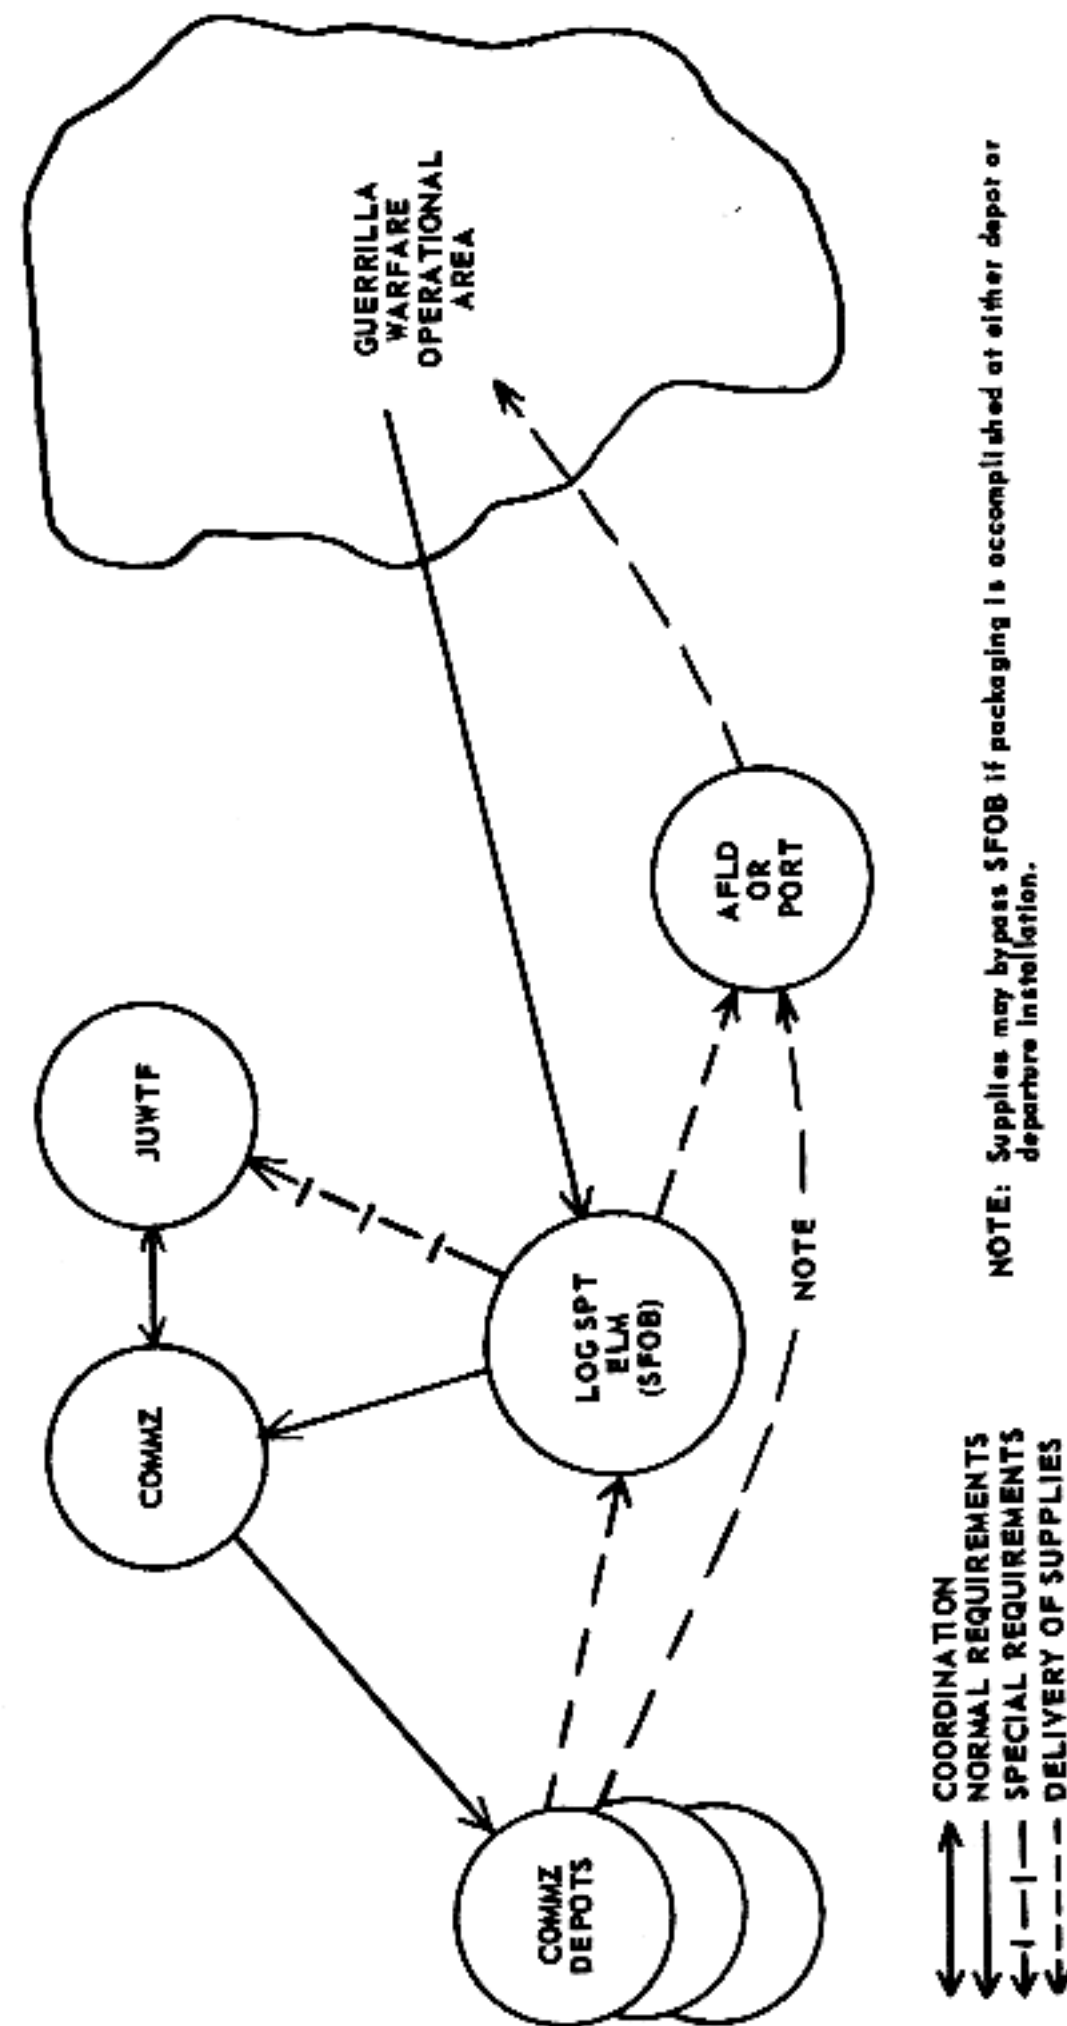 COMMZ
JUWTF
GUERRILLA
WARFARE
OPERATIONAL
AREA
COMMZ
DEPOTS
LOG SPT
ELM
(SFOB)
AFLD
OR
PORT
NOTE
COORDINATION
NORMAL REQUIREMENTS
SPECIAL REQUIREMENTS
DELIVERY OF SUPPLIES
NOTE: Supplies may bypass SFOB if packaging is accomplished at either depot or
departure installation.